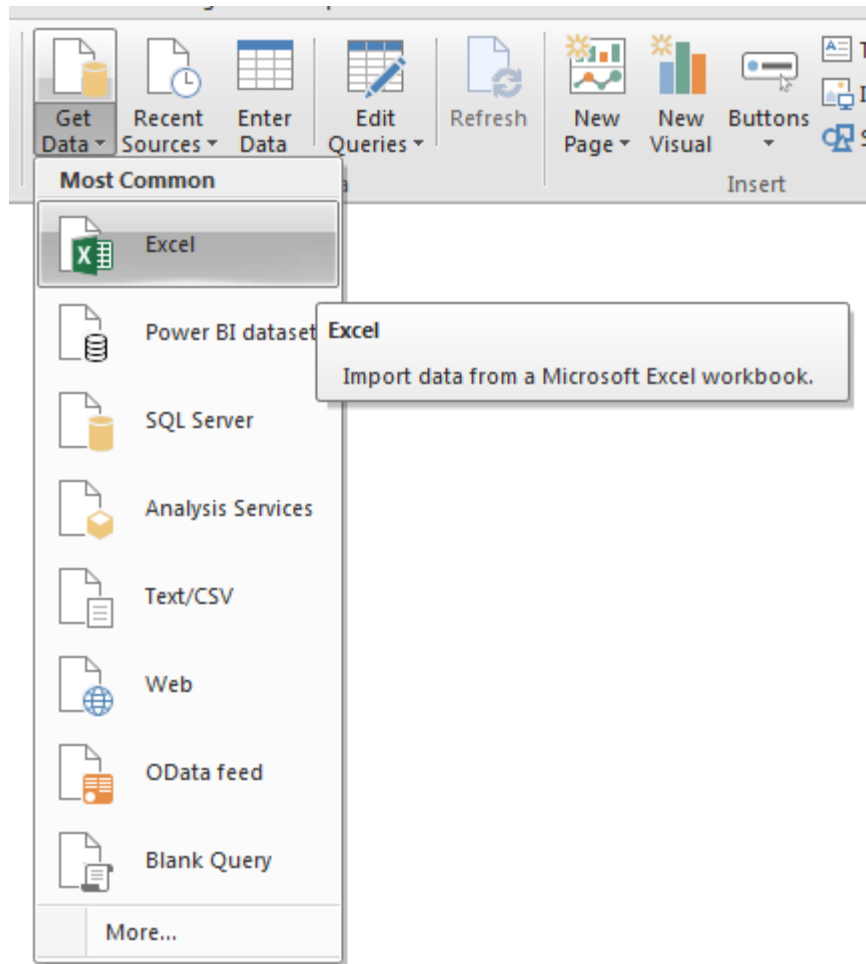 Get Data
Recent Sources
Enter Data
Edit Queries
Refresh
New Page
New Visual
Buttons
Insert
Most Common
Excel
Power BI dataset
Excel
Import data from a Microsoft Excel workbook.
SQL Server
Analysis Services
Text/CSV
Web
OData feed
Blank Query
More...